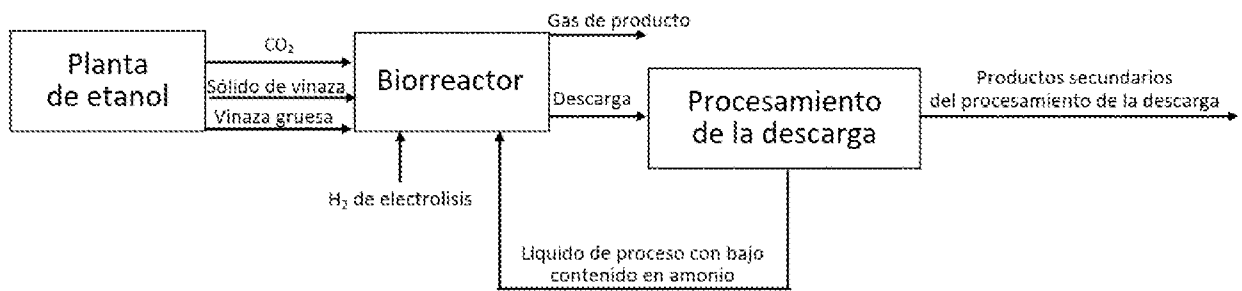 Planta
de etanol
CO₂
Sólido de vinaza
Vinaza gruesa
Biorreactor
H₂ de electrolisis
Gas de producto
Descarga
Procesamiento
de la descarga
Productos secundarios
del procesamiento de la descarga
Líquido de proceso con bajo
contenido en amonio